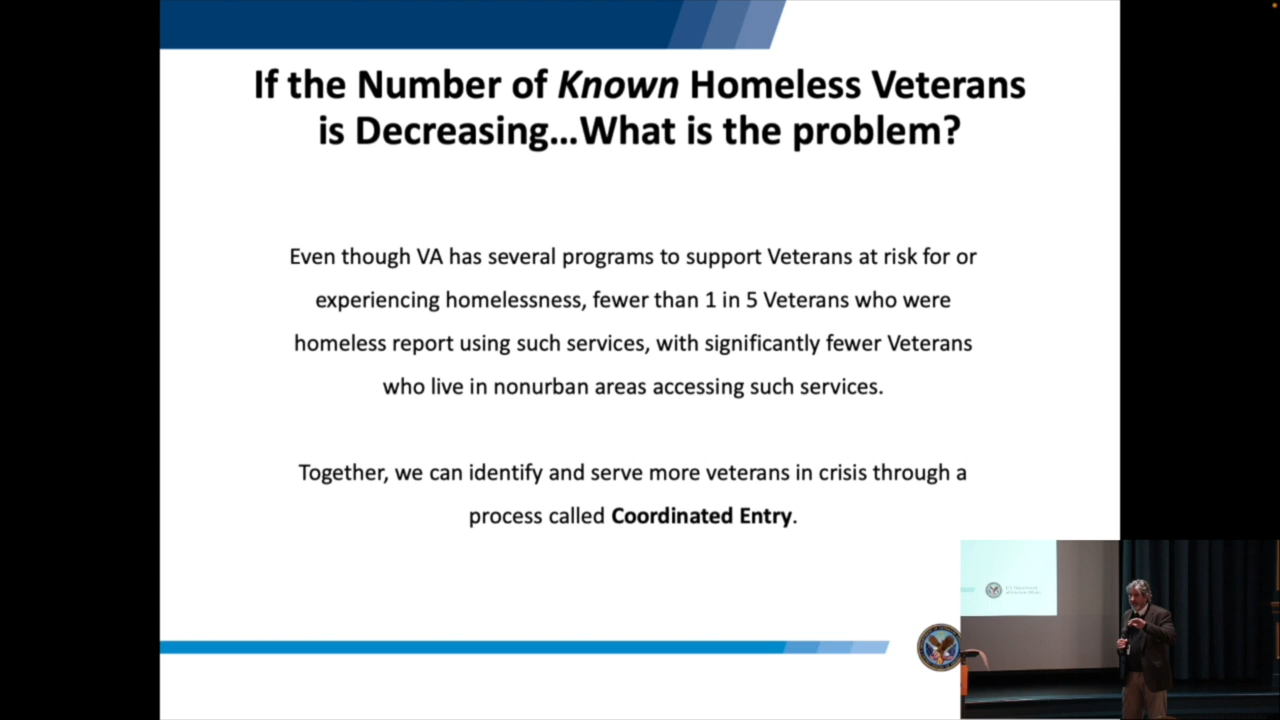 If the Number of Known Homeless Veterans
is Decreasing...What is the problem?
Even though VA has several programs to support Veterans at risk for or
experiencing homelessness, fewer than 1 in 5 Veterans who were
homeless report using such services, with significantly fewer Veterans
who live in nonurban areas accessing such services.
Together, we can identify and serve more veterans in crisis through a
process called Coordinated Entry.